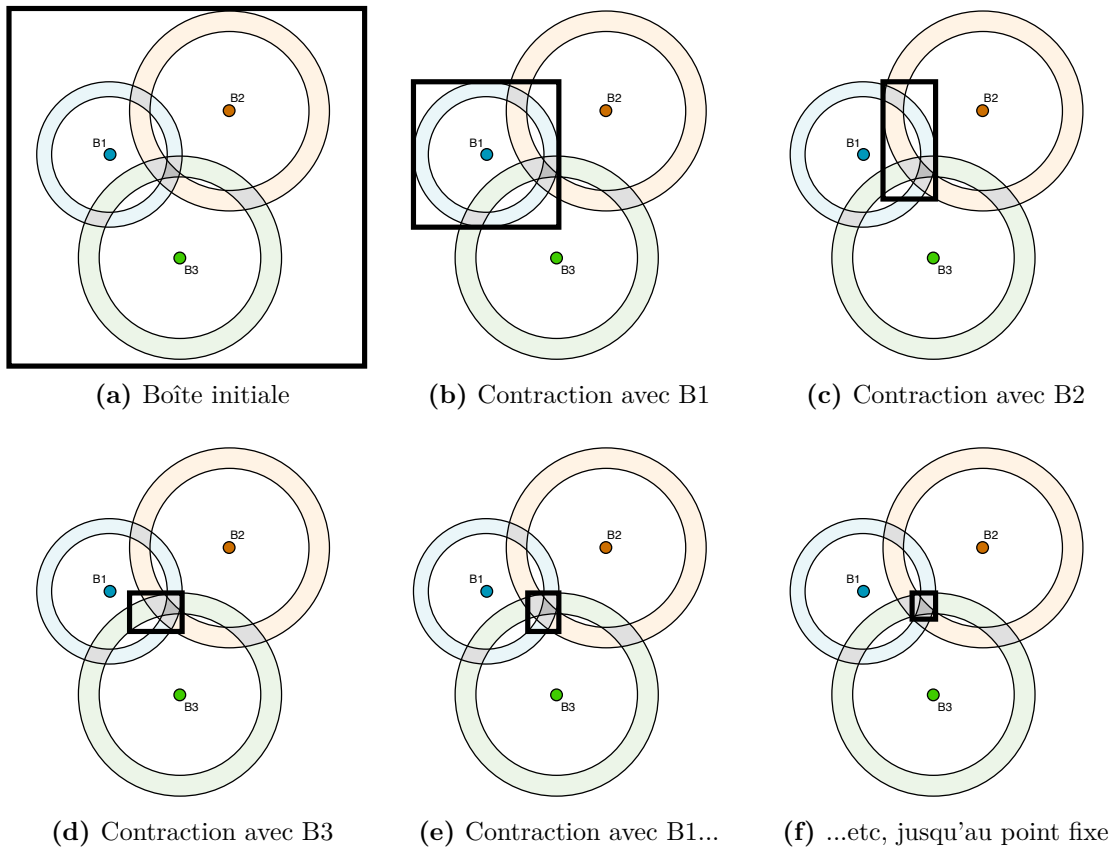 B2
B1
B3
(a) Boîte initiale
B2
B1
B3
(b) Contraction avec B1
B2
B1
B3
(c) Contraction avec B2
B2
B1
B3
(d) Contraction avec B3
B2
B1
B3
(e) Contraction avec B1...
B2
B1
B3
(f) ...etc, jusqu'au point fixe